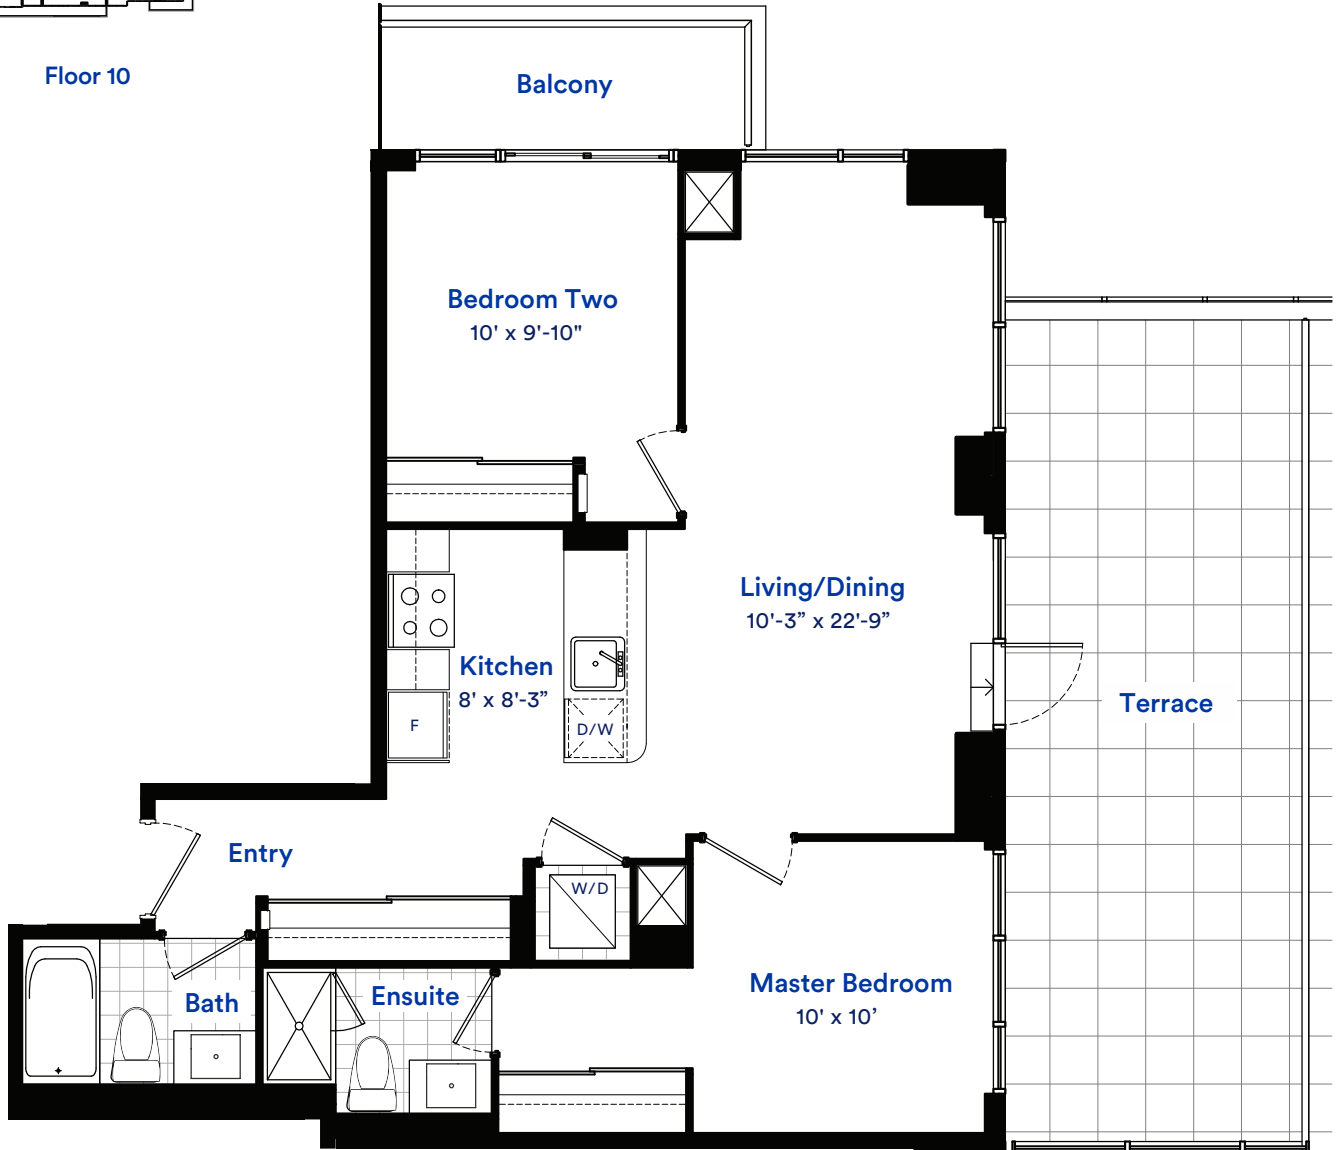 Floor 10
Balcony
Bedroom Two
10' x 9'-10"
Living/Dining
10'-3” x 22'-9”
Kitchen
8' x 8'-3”
F
D/W
Terrace
Entry
W/D
Master Bedroom
10' x 10’
Ensuite
Bath